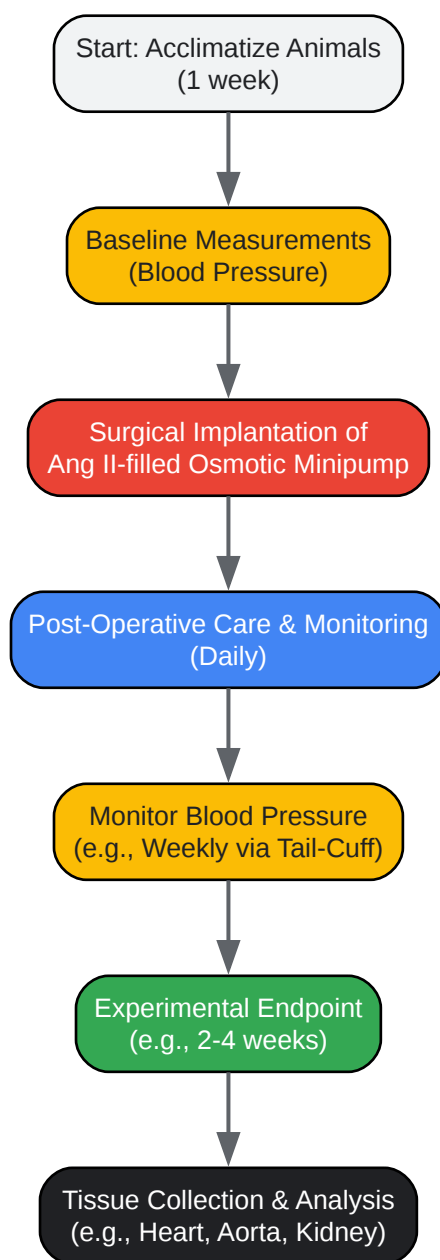 Start: Acclimatize Animals
(1 week)
Baseline Measurements
(Blood Pressure)
Surgical Implantation of
Ang II-filled Osmotic Minipump
Post-Operative Care & Monitoring
(Daily)
Monitor Blood Pressure
(e.g., Weekly via Tail-Cuff)
Experimental Endpoint
(e.g., 2-4 weeks)
Tissue Collection & Analysis
(e.g., Heart, Aorta, Kidney)